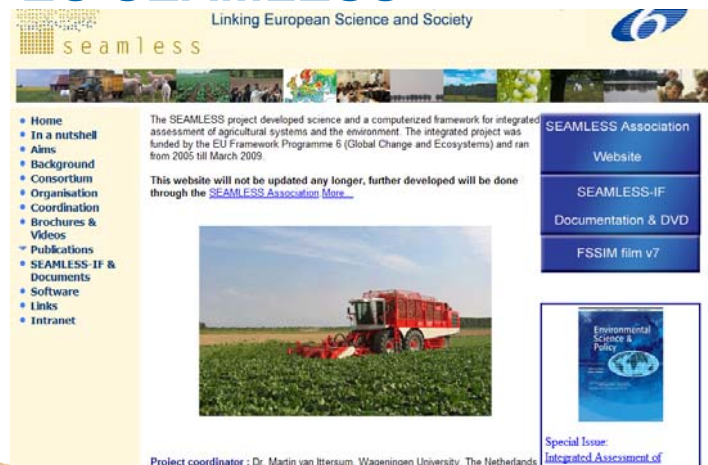 Linking European Science and Society
seamless
6
Home
In a nutshell
Aims
Background
Consortium
Organisation
Coordination
Brochures &
Videos
Publications
SEAMLESS-IF &
Documents
Software
Links
Intranet
The SEAMLESS project developed science and a computerized framework for integrated
assessment of agricultural systems and the environment. The integrated project was
funded by the EU Framework Programme 6 (Global Change and Ecosystems) and ran
from 2005 till March 2009.
This website will not be updated any longer, further developed will be done
through the SEAMLESS Association More...
Project coordinator : Dr. Martin van Ittersum, Wageningen University, The Netherlands
SEAMLESS Association
Website
SEAMLESS-IF
Documentation & DVD
FSSIM film v7
Environmental
Science &
Policy
Special Issue:
Integrated Assessment of